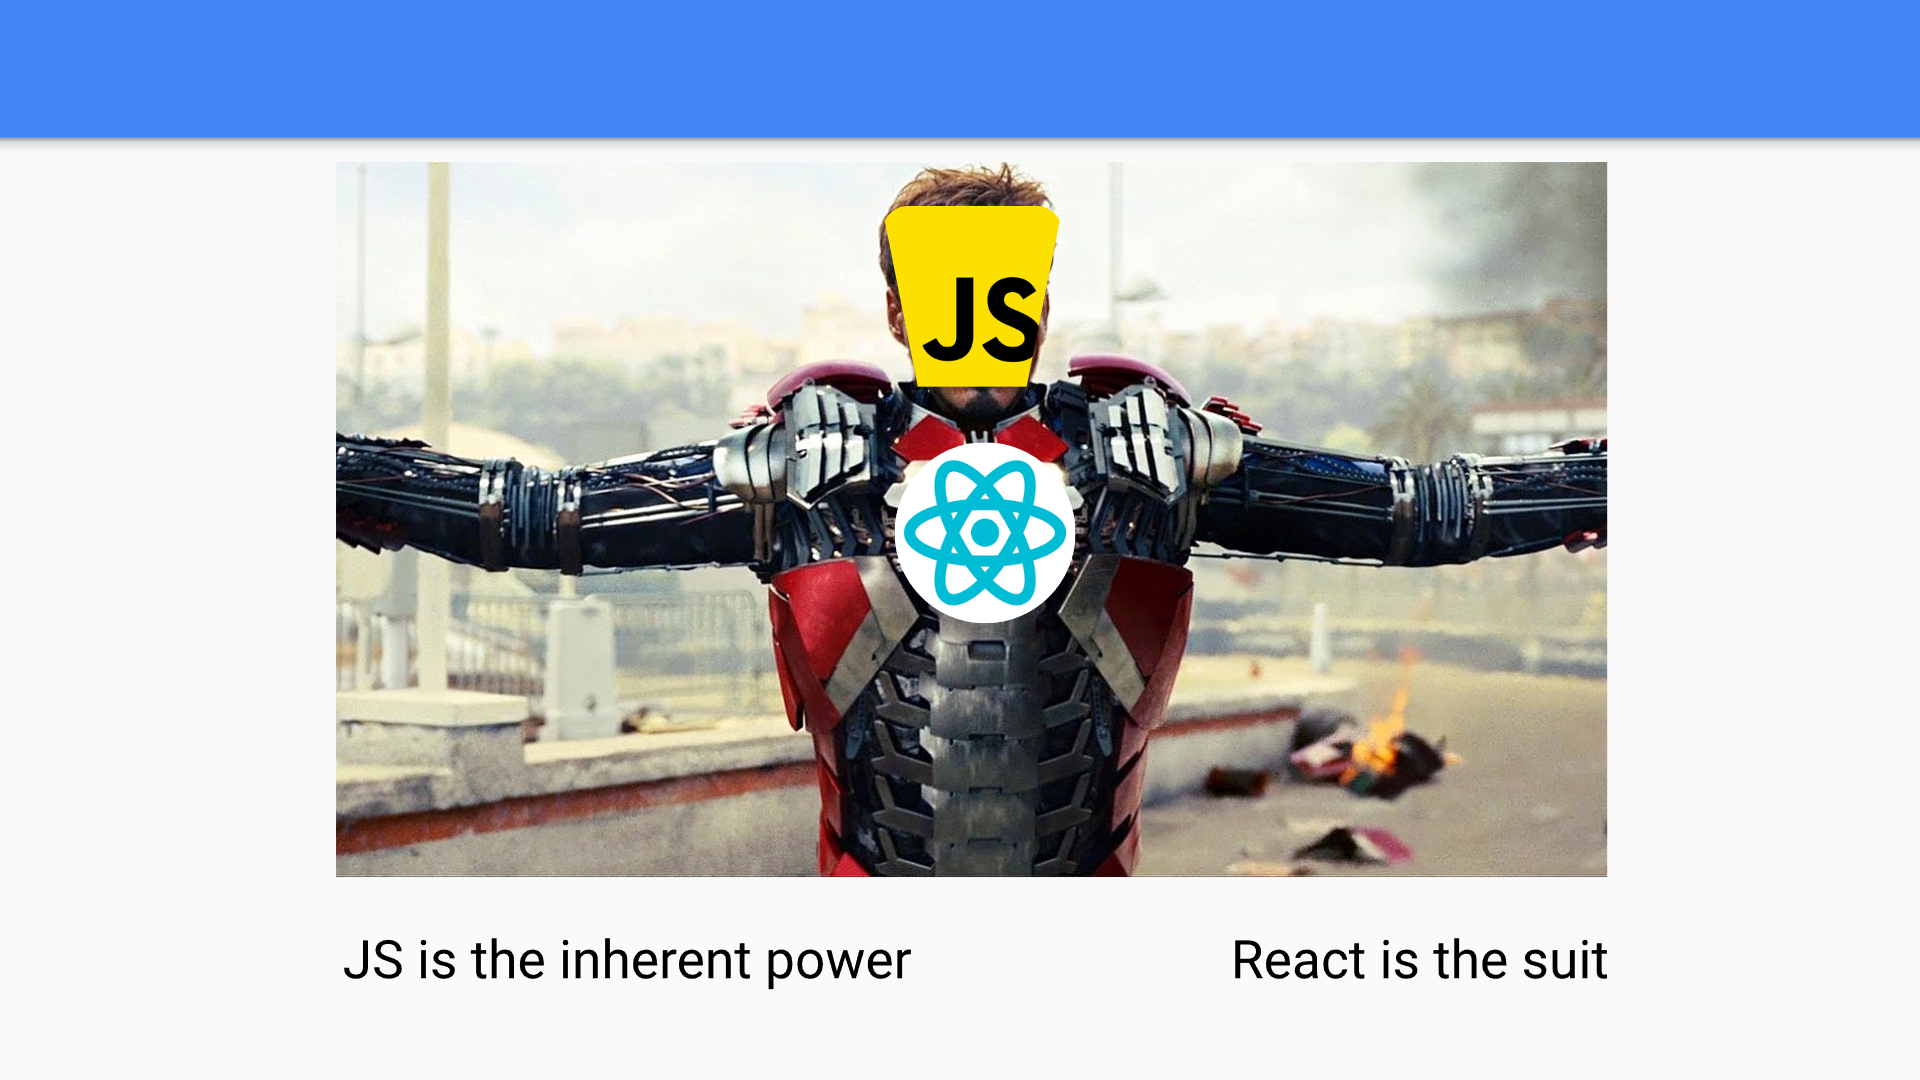 JS
JS is the inherent power
React is the suit